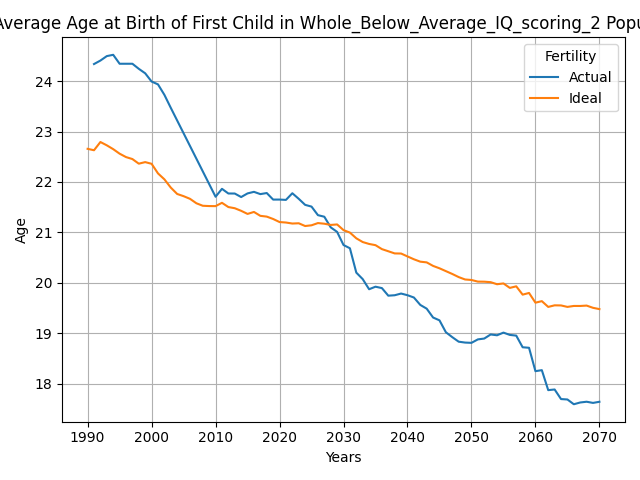 Average Age at Birth of First Child in Whole_Below_Average_IQ_scoring_2 Popu
Fertility
Actual
Ideal
Age
24
23
22
21
20
19
18
1990 2000 2010 2020 2030 2040 2050 2060 2070
Years